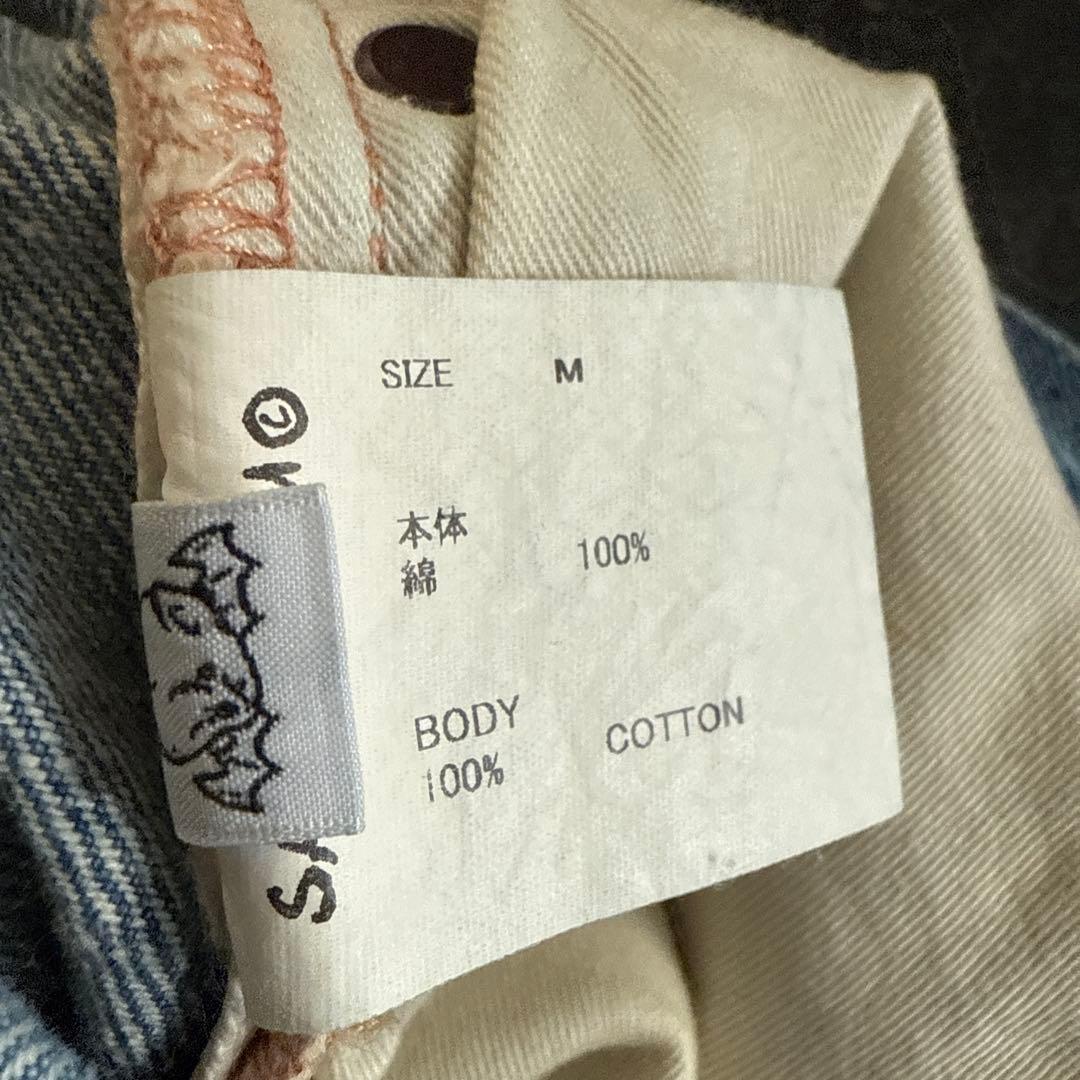 SIZE M
本体
綿 100%
BODY COTTON
100%